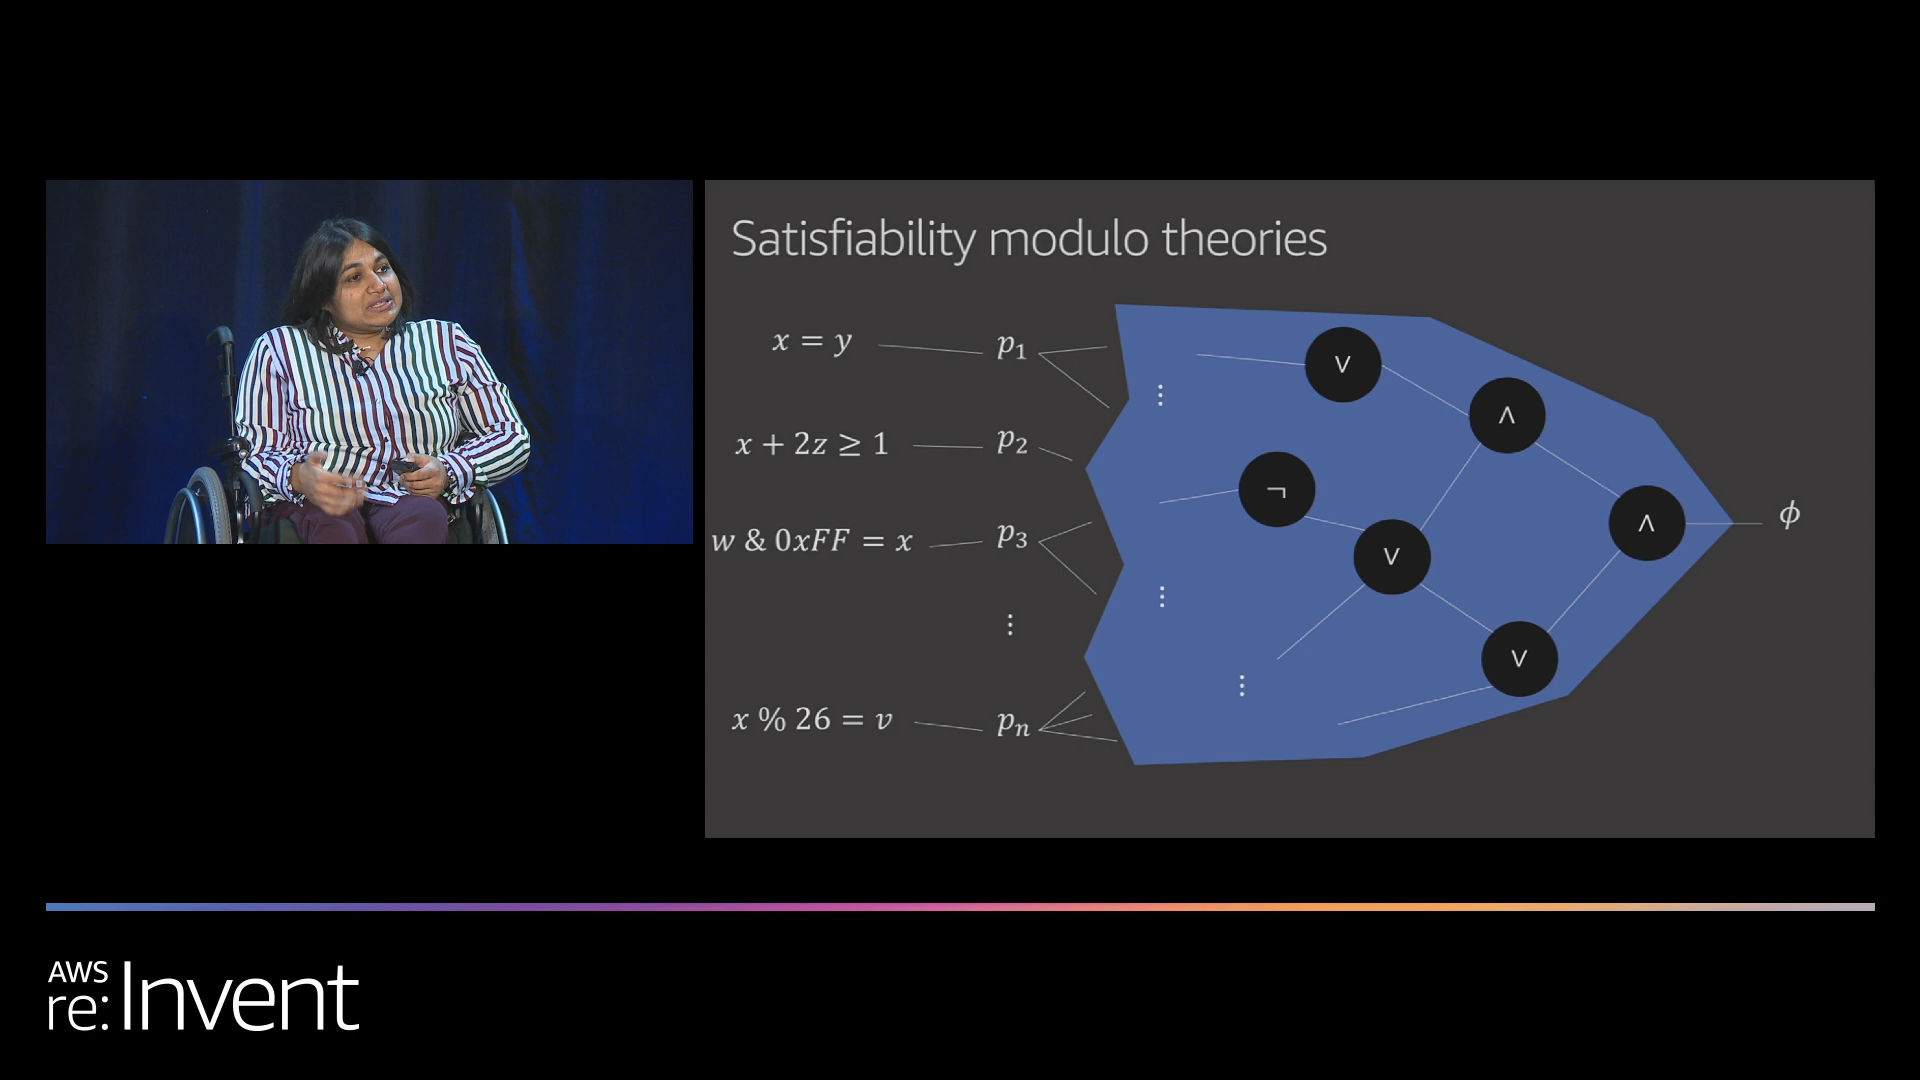 Satisfiability modulo theories
x = y
p₁
x + 2z ≥ 1
p₂
w & 0xFF = x
p₃
⋮
x % 26 = v
pₙ
⋮
⋮
⋮
∨
∧
¬
∨
∧
∨
ϕ
AWS
re:Invent